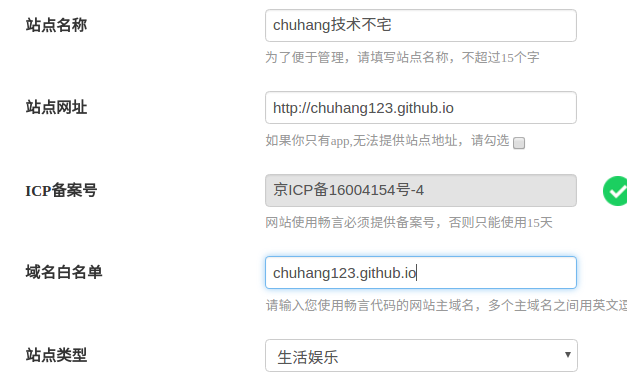 站点名称 chuhang技术不宅
为了便于管理，请填写站点名称，不超过15个字
站点网址 http://chuhang123.github.io
如果你只有app,无法提供站点地址，请勾选
ICP备案号 京ICP备16004154号-4
网站使用畅言必须提供备案号，否则只能使用15天
域名白名单 chuhang123.github.io
请输入您使用畅言代码的网站主域名，多个主域名之间用英文逗
站点类型 生活娱乐